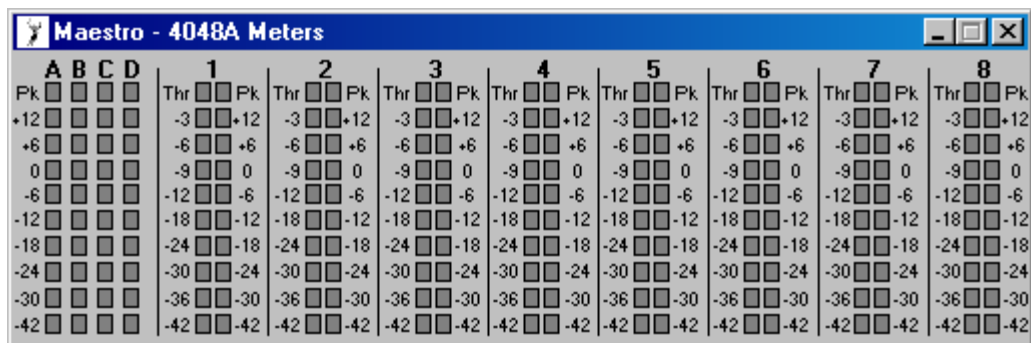 Maestro - 4048A Meters
A B C D 1 2 3 4 5 6 7 8
Pk Thr Pk Thr Pk Thr Pk Thr Pk Thr Pk Thr Pk Thr Pk Thr Pk
+12 -3 +12 -3 +12 -3 +12 -3 +12 -3 +12 -3 +12 -3 +12 -3 +12
+6 -6 +6 -6 +6 -6 +6 -6 +6 -6 +6 -6 +6 -6 +6 -6 +6
0 -9 0 -9 0 -9 0 -9 0 -9 0 -9 0 -9 0 -9 0
-6 -12 -6 -12 -6 -12 -6 -12 -6 -12 -6 -12 -6 -12 -6 -12 -6
-12 -18 -12 -18 -12 -18 -12 -18 -12 -18 -12 -18 -12 -18 -12 -18 -12
-18 -24 -18 -24 -18 -24 -18 -24 -18 -24 -18 -24 -18 -24 -18 -24 -18
-24 -30 -24 -30 -24 -30 -24 -30 -24 -30 -24 -30 -24 -30 -24 -30 -24
-30 -36 -30 -36 -30 -36 -30 -36 -30 -36 -30 -36 -30 -36 -30 -36 -30
-42 -42 -42 -42 -42 -42 -42 -42 -42 -42 -42 -42 -42 -42 -42 -42 -42